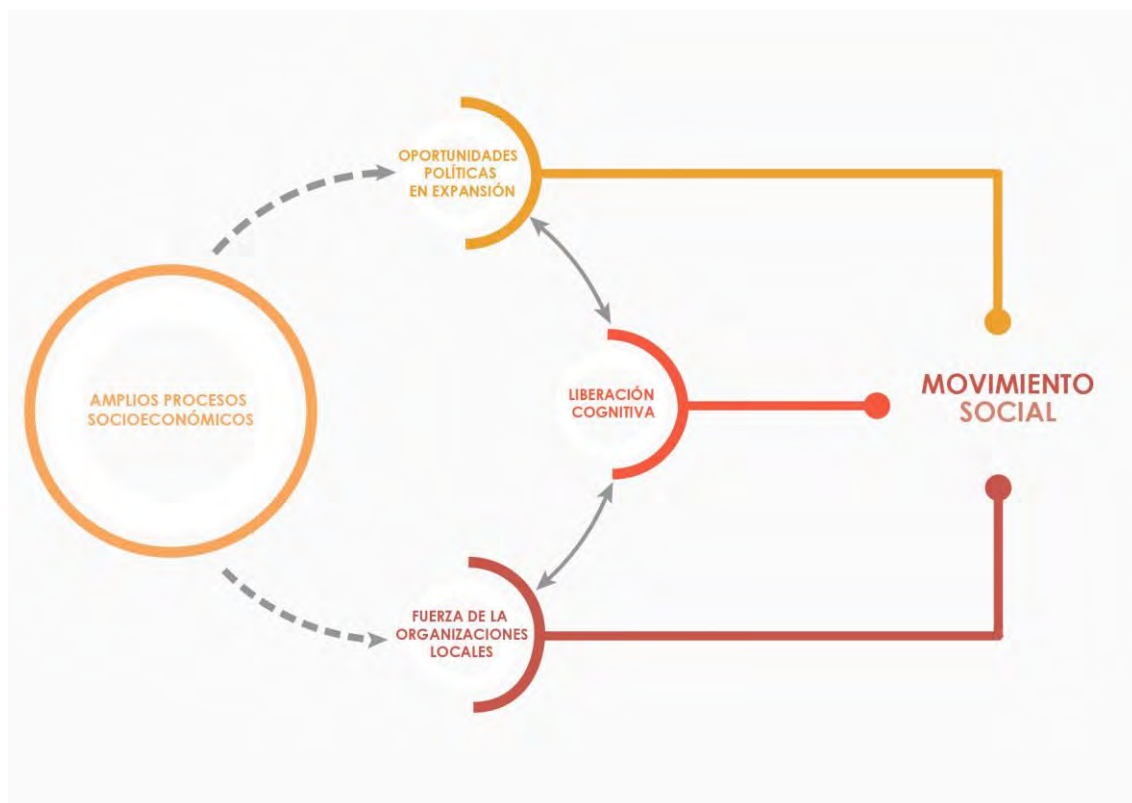 OPORTUNIDADES
POLÍTICAS
EN EXPANSIÓN
AMPLIOS PROCESOS
SOCIOECONÓMICOS
LIBERACIÓN
COGNITIVA
MOVIMIENTO
SOCIAL
FUERZA DE LA
ORGANIZACIONES
LOCALES